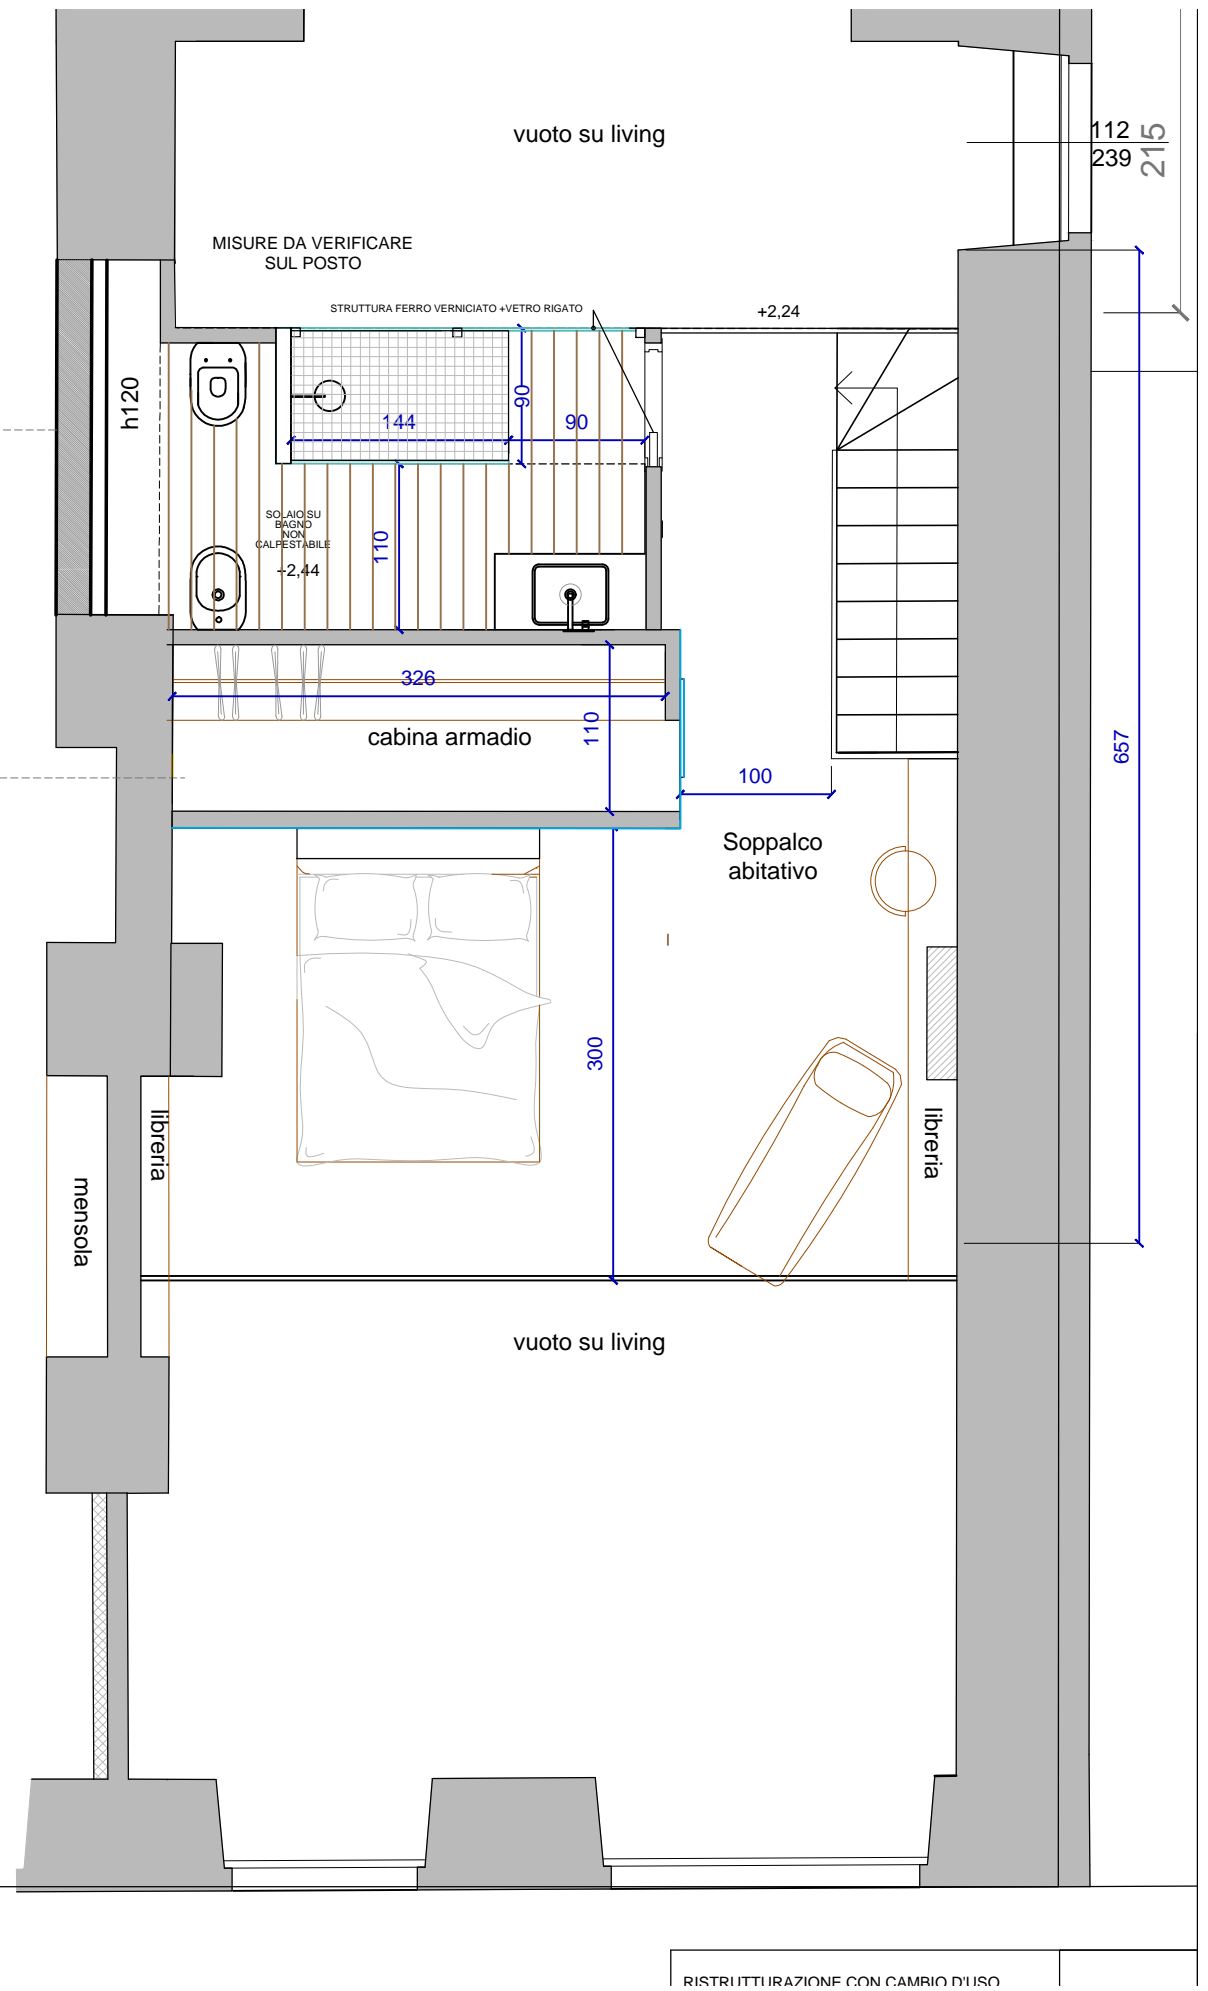 vuoto su living
112
239
215
MISURE DA VERIFICARE
SUL POSTO
STRUTTURA FERRO VERNICIATO +VETRO RIGATO
+2,24
h120
144
90
90
SOLAIO SU
BAGNO
NON
CALPESTABILE
+2,44
110
326
cabina armadio
110
100
657
Soppalco
abitativo
300
libreria
libreria
mensola
vuoto su living
RISTRUTTURAZIONE CON CAMBIO D'USO